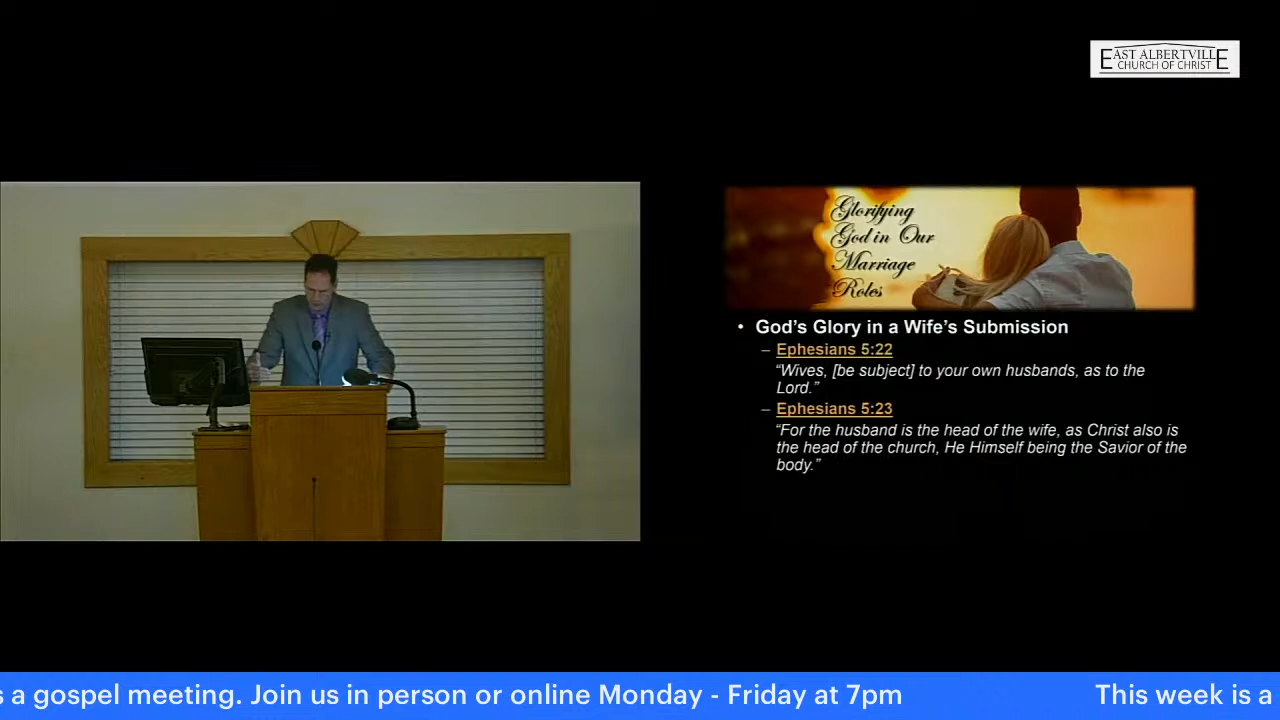 EAST ALBERTVILLE
CHURCH OF CHRIST
Glorifying
God in Our
Marriage
Roles
• God's Glory in a Wife's Submission
– Ephesians 5:22
“Wives, [be subject] to your own husbands, as to the
Lord.”
– Ephesians 5:23
“For the husband is the head of the wife, as Christ also is
the head of the church, He Himself being the Savior of the
body.”
s a gospel meeting. Join us in person or online Monday - Friday at 7pm This week is a